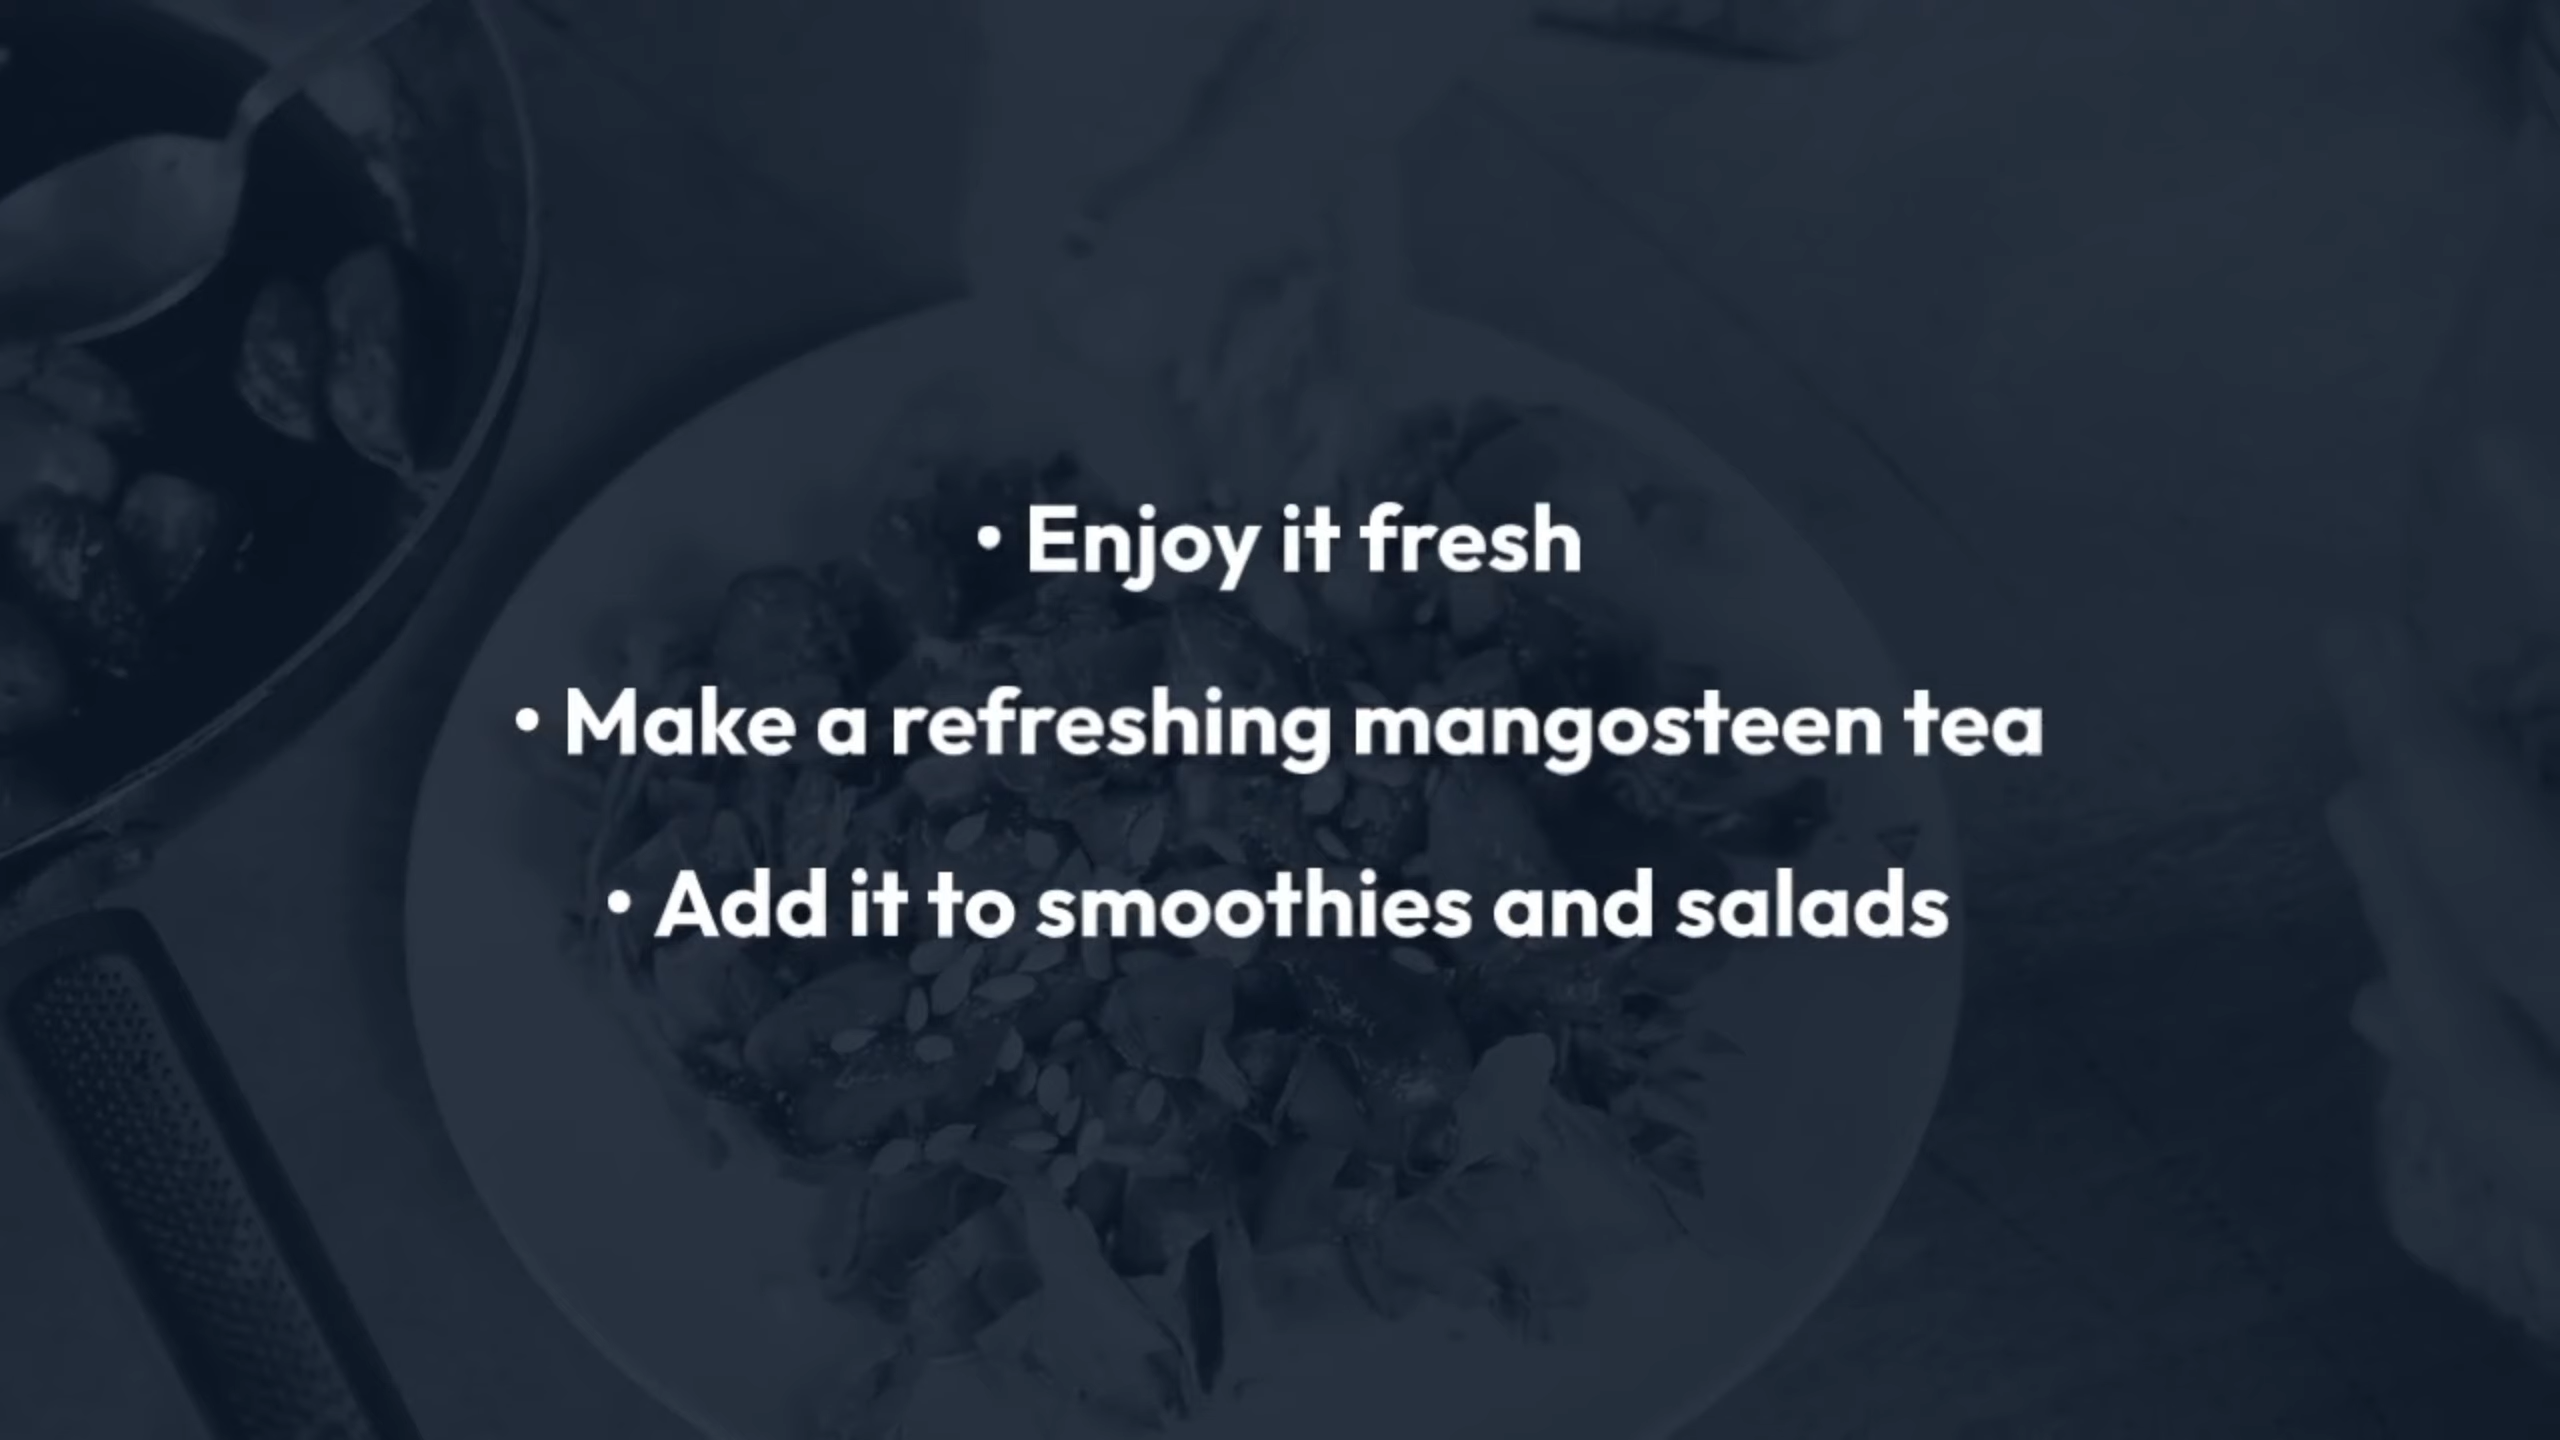 • Enjoy it fresh
• Make a refreshing mangosteen tea
• Add it to smoothies and salads